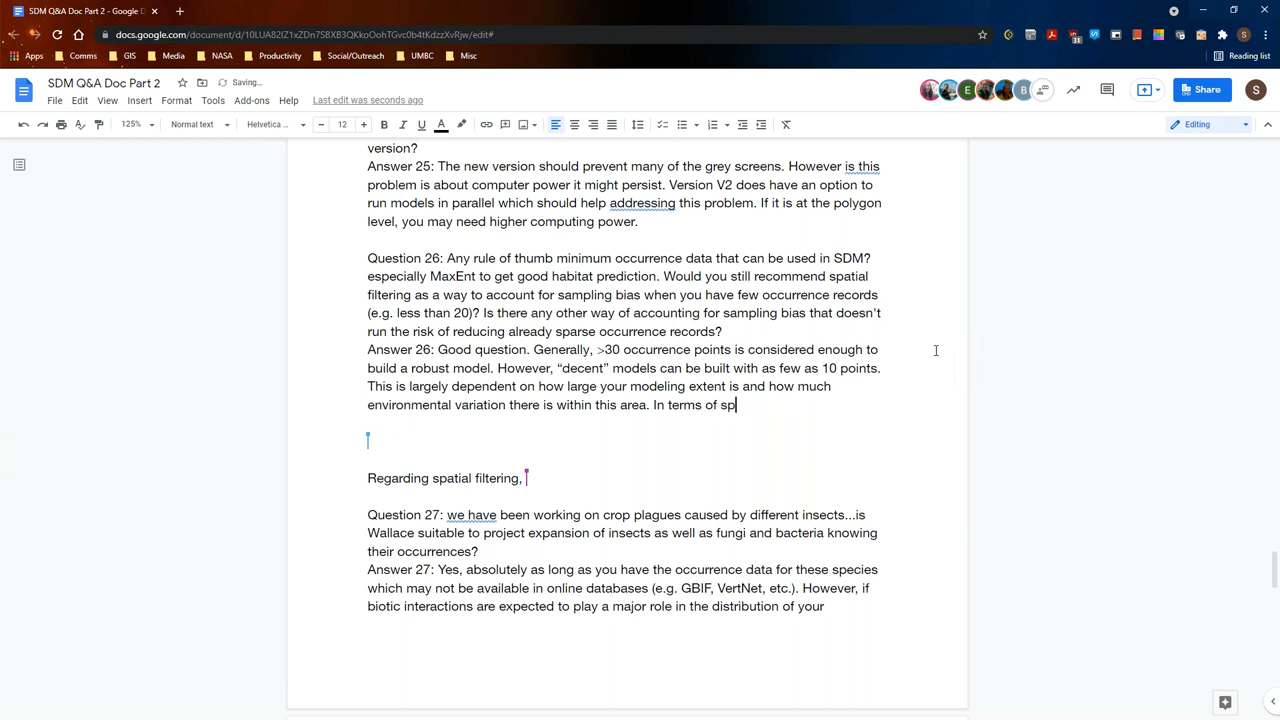 SDM Q&A Doc Part 2 - Google D
docs.google.com/document/d/10LUA82IZ1xZDn7SBXB3QKkoOohTGvc0b4tKdzzXvRjw/edit#
Apps Comms GIS Media NASA Productivity Social/Outreach UMBC Misc Reading list
SDM Q&A Doc Part 2 Saving...
File Edit View Insert Format Tools Add-ons Help Last edit was seconds ago
E B Share S
125% Normal text Helvetica ... 12 B I U A Editing
version?
Answer 25: The new version should prevent many of the grey screens. However is this
problem is about computer power it might persist. Version V2 does have an option to
run models in parallel which should help addressing this problem. If it is at the polygon
level, you may need higher computing power.
Question 26: Any rule of thumb minimum occurrence data that can be used in SDM?
especially MaxEnt to get good habitat prediction. Would you still recommend spatial
filtering as a way to account for sampling bias when you have few occurrence records
(e.g. less than 20)? Is there any other way of accounting for sampling bias that doesn't
run the risk of reducing already sparse occurrence records?
Answer 26: Good question. Generally, >30 occurrence points is considered enough to
build a robust model. However, “decent” models can be built with as few as 10 points.
This is largely dependent on how large your modeling extent is and how much
environmental variation there is within this area. In terms of sp
Regarding spatial filtering,
Question 27: we have been working on crop plagues caused by different insects...is
Wallace suitable to project expansion of insects as well as fungi and bacteria knowing
their occurrences?
Answer 27: Yes, absolutely as long as you have the occurrence data for these species
which may not be available in online databases (e.g. GBIF, VertNet, etc.). However, if
biotic interactions are expected to play a major role in the distribution of your